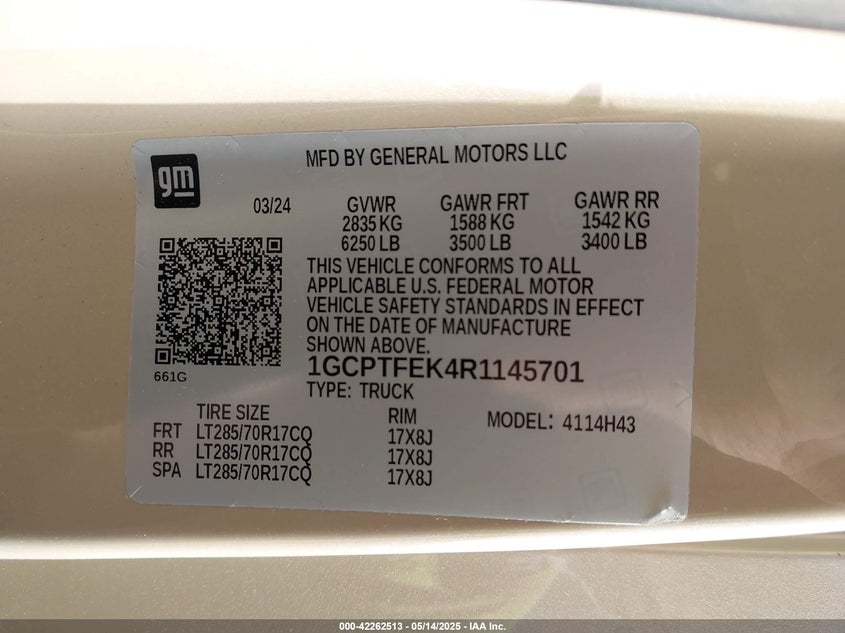 gm
MFD BY GENERAL MOTORS LLC
03/24
GVWR GAWR FRT GAWR RR
2835 KG 1588 KG 1542 KG
6250 LB 3500 LB 3400 LB
THIS VEHICLE CONFORMS TO ALL
APPLICABLE U.S. FEDERAL MOTOR
VEHICLE SAFETY STANDARDS IN EFFECT
ON THE DATE OF MANUFACTURE
SHOWN ABOVE.
661G
1GCPTFEK4R1145701
TYPE: TRUCK
TIRE SIZE RIM MODEL: 4114H43
FRT LT285/70R17CQ 17X8J
RR LT285/70R17CQ 17X8J
SPA LT285/70R17CQ 17X8J
000-42262513 - 05/14/2025 - IAA Inc.